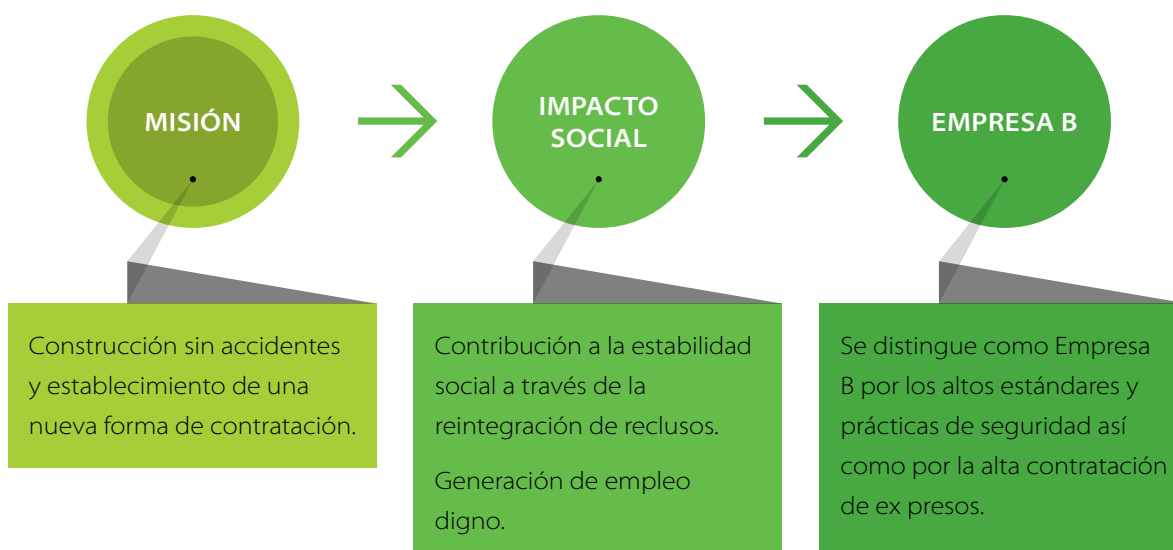 MISIÓN
IMPACTO
SOCIAL
EMPRESA B
Construcción sin accidentes
y establecimiento de una
nueva forma de contratación.
Contribución a la estabilidad
social a través de la
reintegración de reclusos.
Generación de empleo
digno.
Se distingue como Empresa
B por los altos estándares y
prácticas de seguridad así
como por la alta contratación
de ex presos.